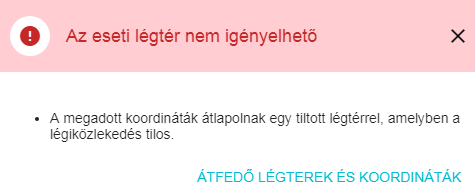 Az eseti légtér nem igényelhető
A megadott koordináták átlapolnak egy tiltott légtérrel, amelyben a
légiközlekedés tilos.
ÁTFEDŐ LÉGTEREK ÉS KOORDINÁTÁK